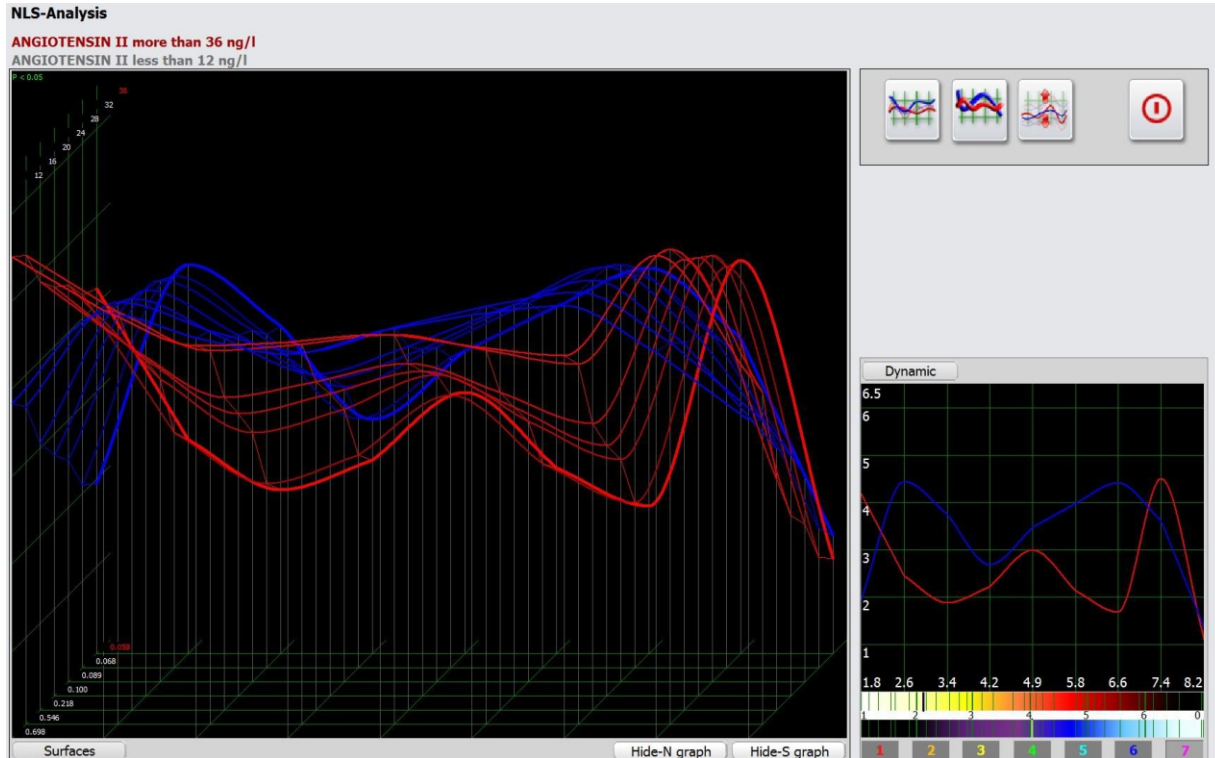 NLS-Analysis
ANGIOTENSIN II more than 36 ng/l
ANGIOTENSIN II less than 12 ng/l
P < 0.05
36
32
28
24
20
16
12
0.058
0.068
0.089
0.100
0.218
0.546
0.698
Surfaces
Hide-N graph Hide-S graph
Dynamic
6.5
6
5
4
3
2
1
1.8 2.6 3.4 4.2 4.9 5.8 6.6 7.4 8.2
1 2 3 4 5 6 0
1 2 3 4 5 6 7